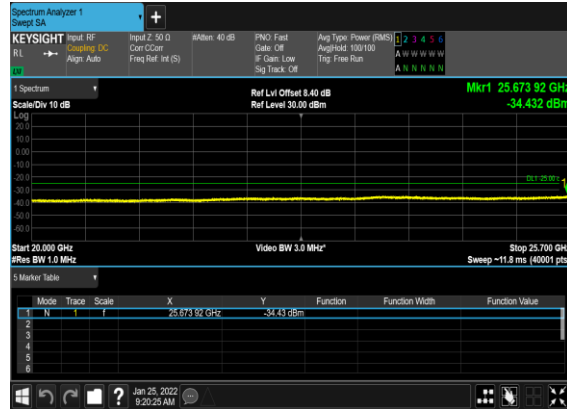 Spectrum Analyzer 1
Swept SA
+
KEYSIGHT Input: RF Input Z: 50 Ω #Atten: 40 dB PNO: Fast Avg Type: Power (RMS) 1 2 3 4 5 6
RL Coupling: DC Corr CCorr Gate: Off Avg|Hold: 100/100 A W W W W W
Align: Auto Freq Ref: Int (S) IF Gain: Low Trig: Free Run
Sig Track: Off A N N N N N
1 Spectrum Ref Lvl Offset 8.40 dB Mkr1 25.673 92 GHz
Scale/Div 10 dB Ref Level 30.00 dBm -34.432 dBm
Log
20.0
10.0
0.00
-10.0
-20.0
DL1 -25.00
-30.0
-40.0
-50.0
-60.0
Start 20.000 GHz Video BW 3.0 MHz* Stop 25.700 GHz
#Res BW 1.0 MHz Sweep ~11.8 ms (40001 pts
5 Marker Table
Mode Trace Scale X Y Function Function Width Function Value
1 N 1 f 25.673 92 GHz -34.43 dBm
2
3
4
5
6
? Jan 25, 2022
9:20:25 AM